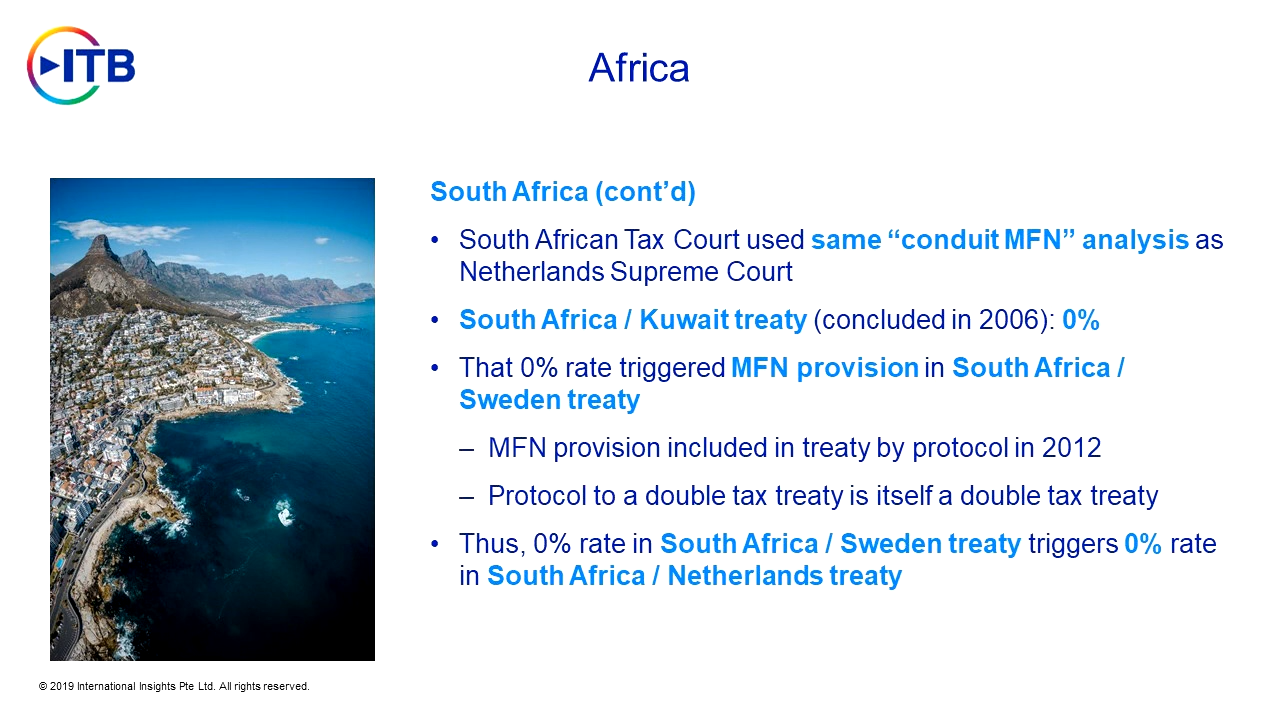 ITB
Africa
South Africa (cont’d)
• South African Tax Court used same “conduit MFN” analysis as
Netherlands Supreme Court
• South Africa / Kuwait treaty (concluded in 2006): 0%
• That 0% rate triggered MFN provision in South Africa /
Sweden treaty
– MFN provision included in treaty by protocol in 2012
– Protocol to a double tax treaty is itself a double tax treaty
• Thus, 0% rate in South Africa / Sweden treaty triggers 0% rate
in South Africa / Netherlands treaty
© 2019 International Insights Pte Ltd. All rights reserved.